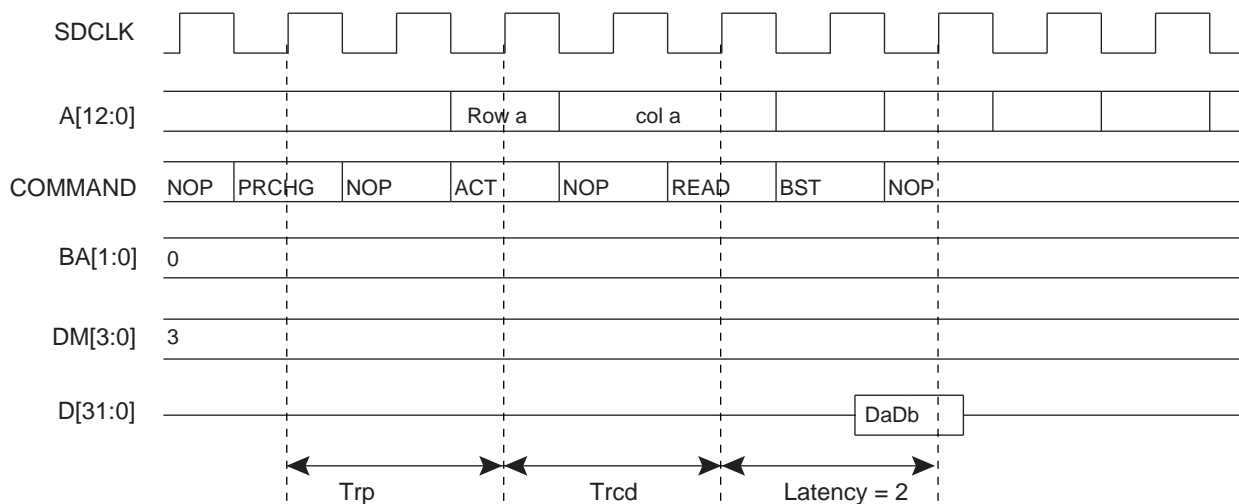 SDCLK
A[12:0] Row a col a
COMMAND NOP PRCHG NOP ACT NOP READ BST NOP
BA[1:0] 0
DM[3:0] 3
D[31:0] DaDb
Trp Trcd Latency = 2